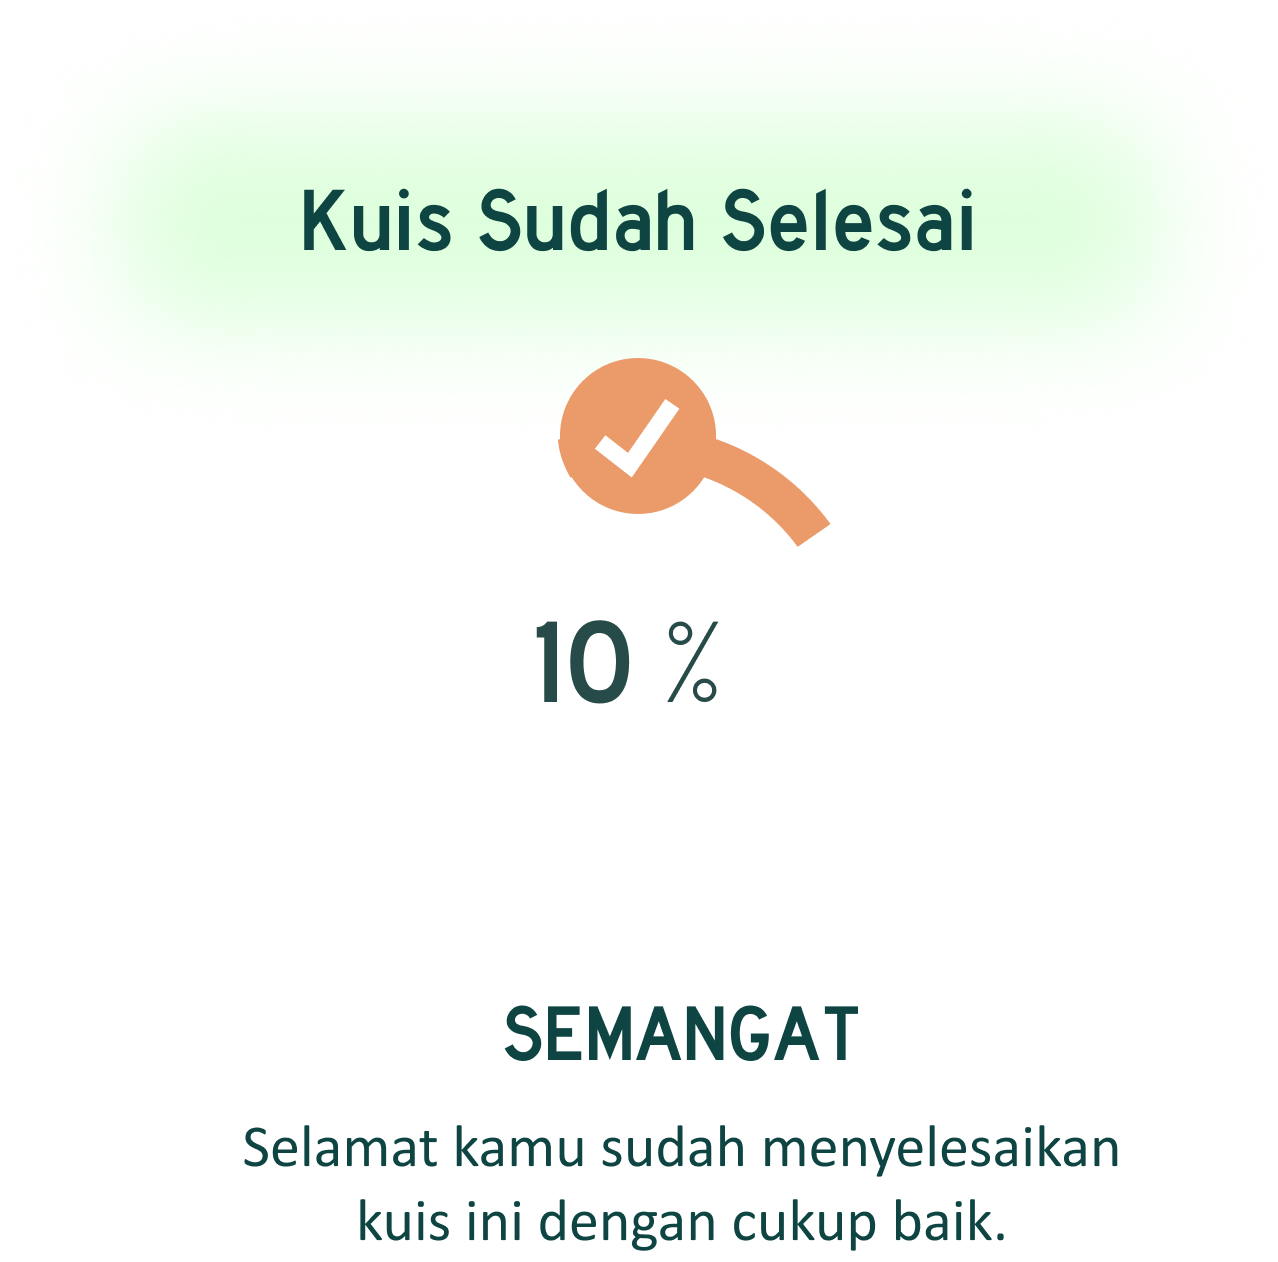 Kuis Sudah Selesai
10 %
SEMANGAT
Selamat kamu sudah menyelesaikan
kuis ini dengan cukup baik.